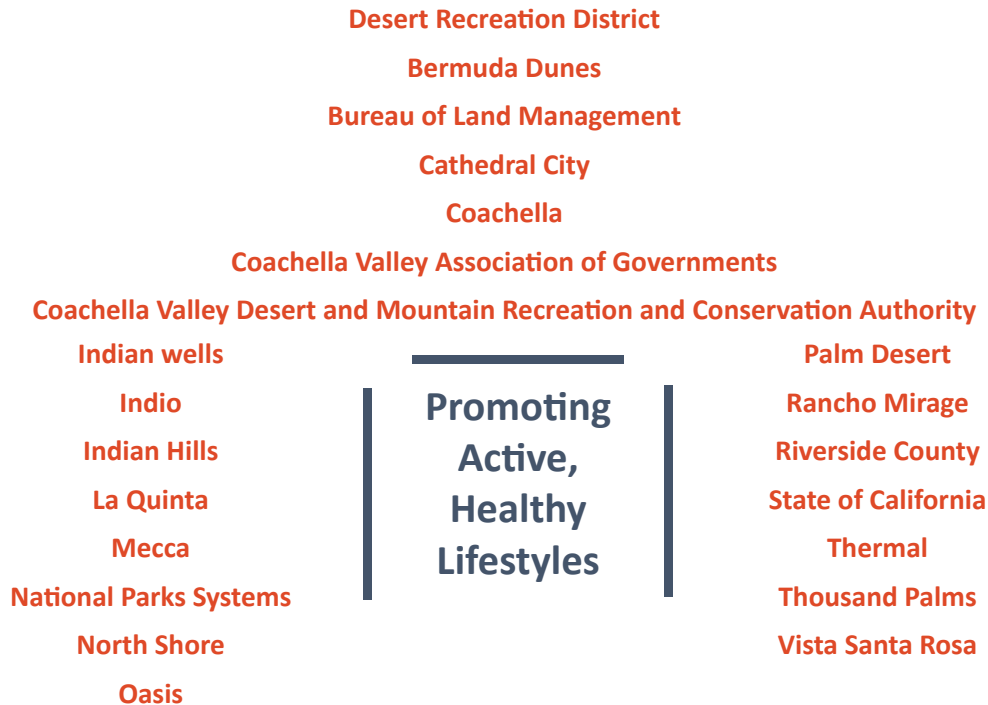 Desert Recreation District
Bermuda Dunes
Bureau of Land Management
Cathedral City
Coachella
Coachella Valley Association of Governments
Coachella Valley Desert and Mountain Recreation and Conservation Authority
Indian wells
Indio
Indian Hills
La Quinta
Mecca
National Parks Systems
North Shore
Oasis
Promoting
Active,
Healthy
Lifestyles
Palm Desert
Rancho Mirage
Riverside County
State of California
Thermal
Thousand Palms
Vista Santa Rosa